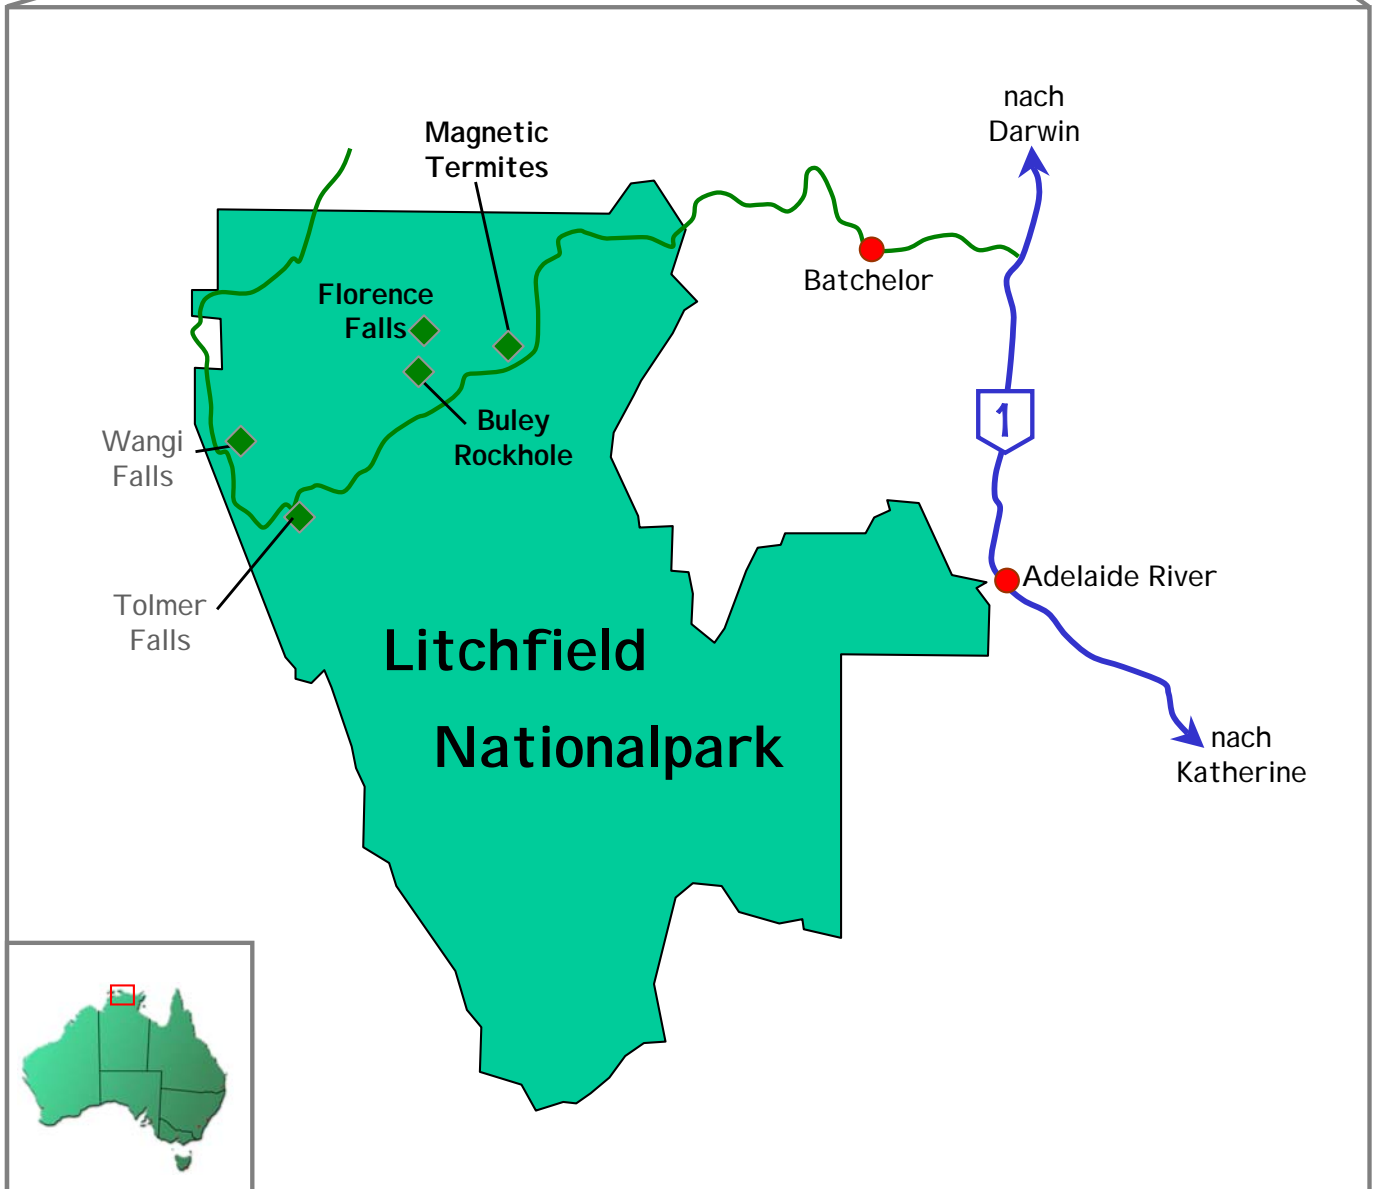 nach
Darwin
Magnetic
Termites
Batchelor
Florence
Falls
1
Buley
Rockhole
Wangi
Falls
Adelaide River
Tolmer
Falls
Litchfield
Nationalpark
nach
Katherine